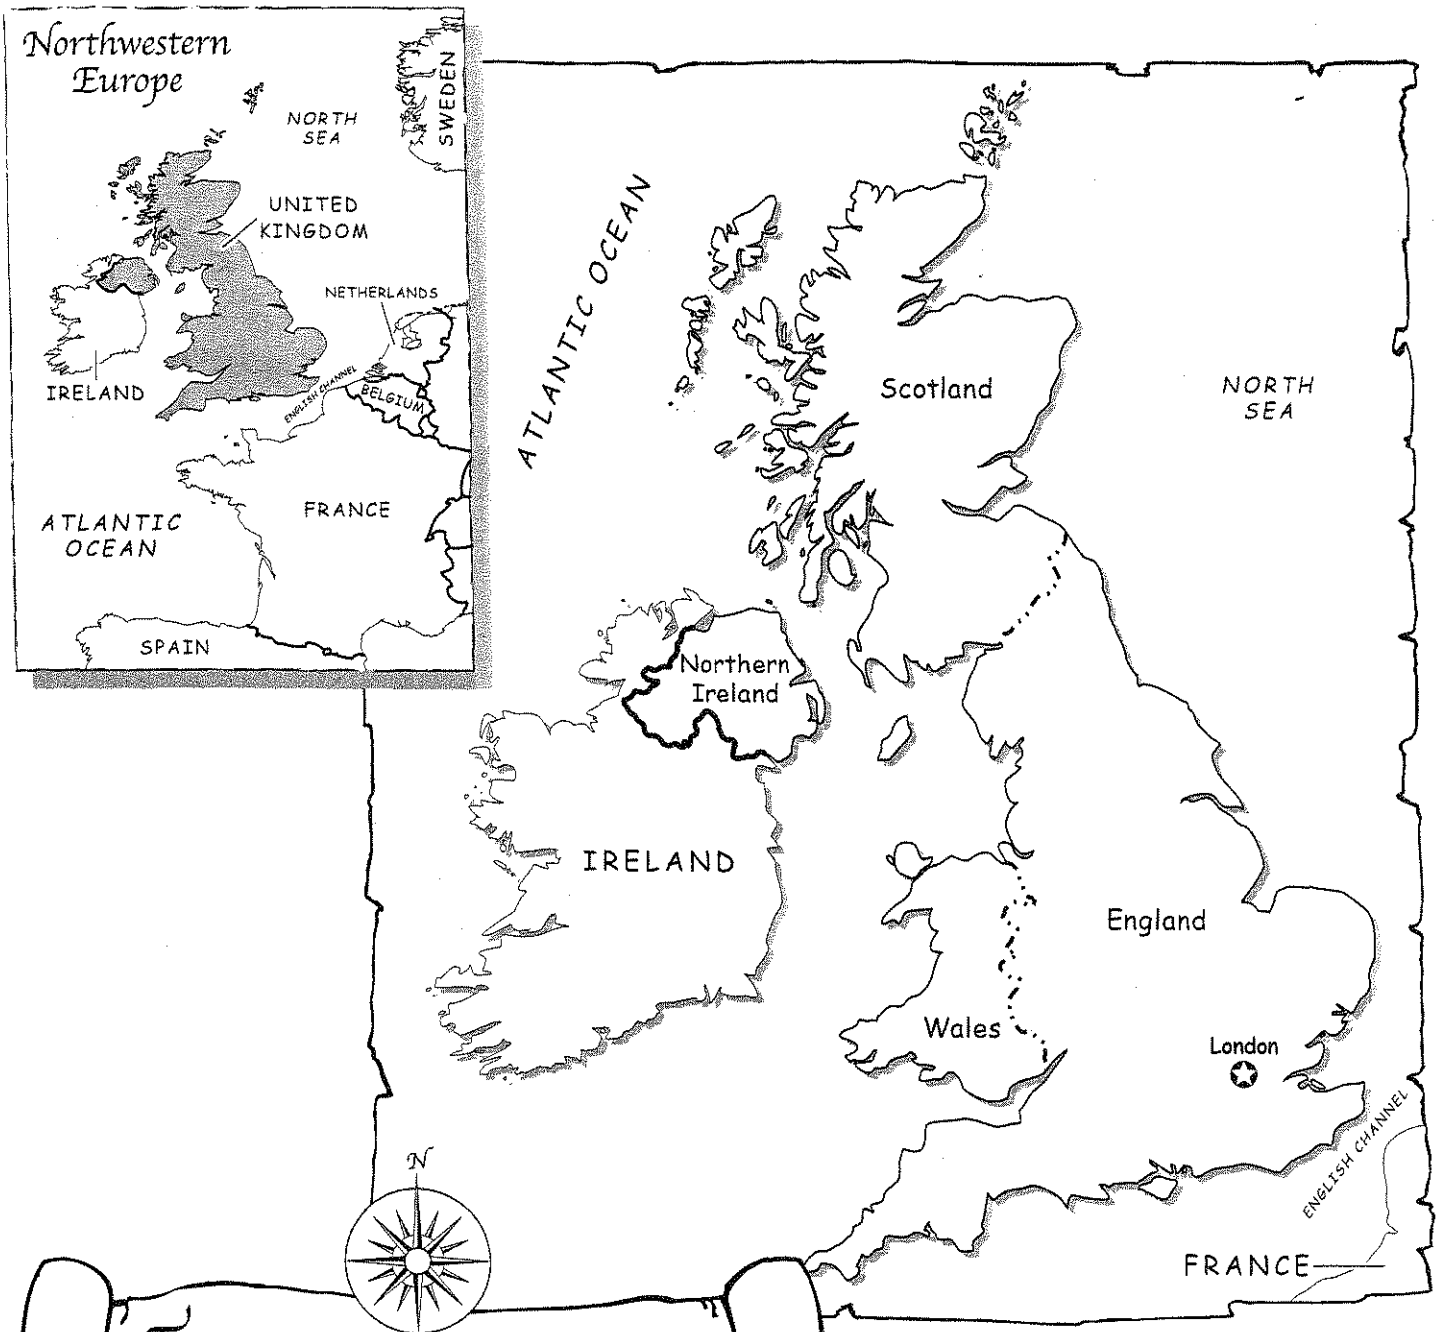 Northwestern
Europe
NORTH
SEA
SWEDEN
UNITED
KINGDOM
NETHERLANDS
IRELAND
ENGLISH CHANNEL
BELGIUM
FRANCE
ATLANTIC
OCEAN
SPAIN
ATLANTIC OCEAN
Scotland
NORTH
SEA
Northern
Ireland
IRELAND
England
Wales
London
ENGLISH CHANNEL
FRANCE
N